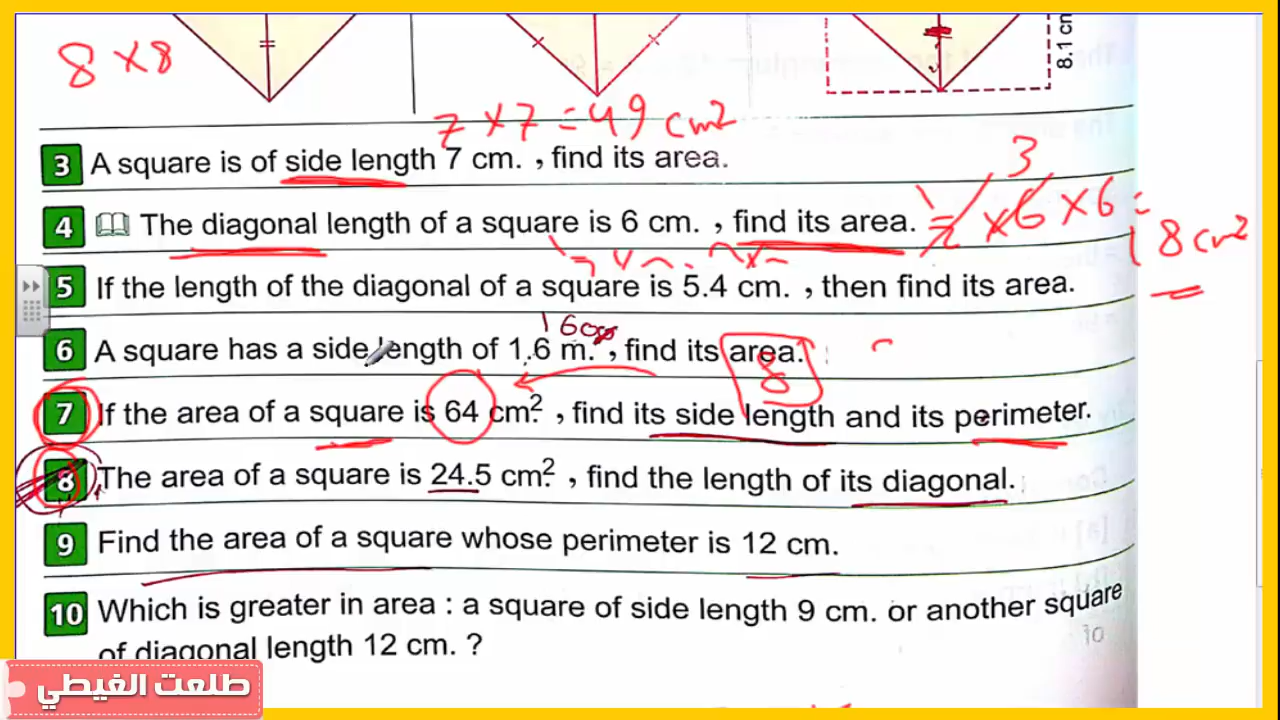 8.1 cm
8 × 8
7 × 7 = 49 cm²
3 A square is of side length 7 cm. , find its area.
3
4 The diagonal length of a square is 6 cm. , find its area. 1/2 × 6 × 6 = 18 cm²
5 If the length of the diagonal of a square is 5.4 cm. , then find its area.
160
6 A square has a side length of 1.6 m. , find its area.
8
7 If the area of a square is 64 cm². , find its side length and its perimeter.
8 The area of a square is 24.5 cm². , find the length of its diagonal.
9 Find the area of a square whose perimeter is 12 cm.
10 Which is greater in area : a square of side length 9 cm. or another square
of diagonal length 12 cm. ?
طلعت الغيطي